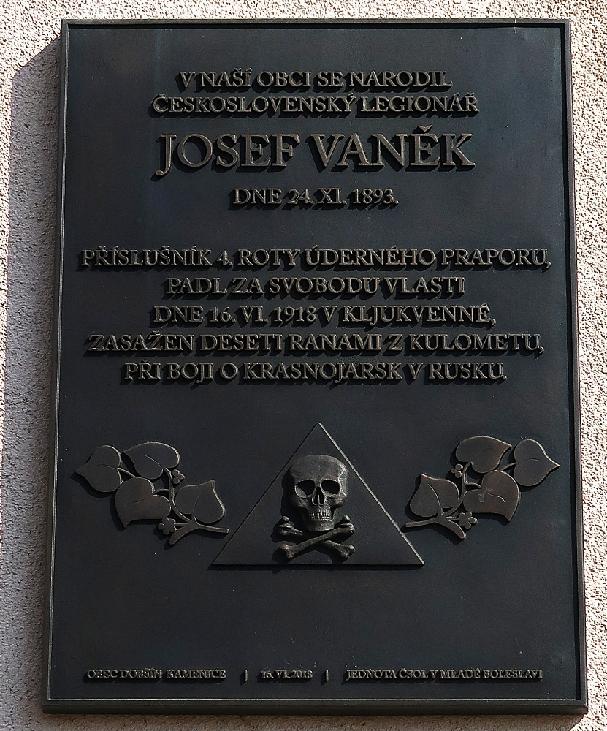 V NAŠÍ OBCI SE NARODIL
ČESKOSLOVENSKÝ LEGIONÁŘ
JOSEF VANĚK
DNE 24. XI. 1893.
PŘÍSLUŠNÍK 4. ROTY ÚDERNÉHO PRAPORU,
PADL ZA SVOBODU VLASTI
DNE 16. VI. 1918 V KLJUKVENNÉ,
ZASAŽEN DESETI RANAMI Z KULOMETU,
PŘI BOJI O KRASNOJARSK V RUSKU.
OBEC DOBŠÍN KAMENICE | 16. VI. 2018 | JEDNOTA ČSOL V MLADÉ BOLESLAVI